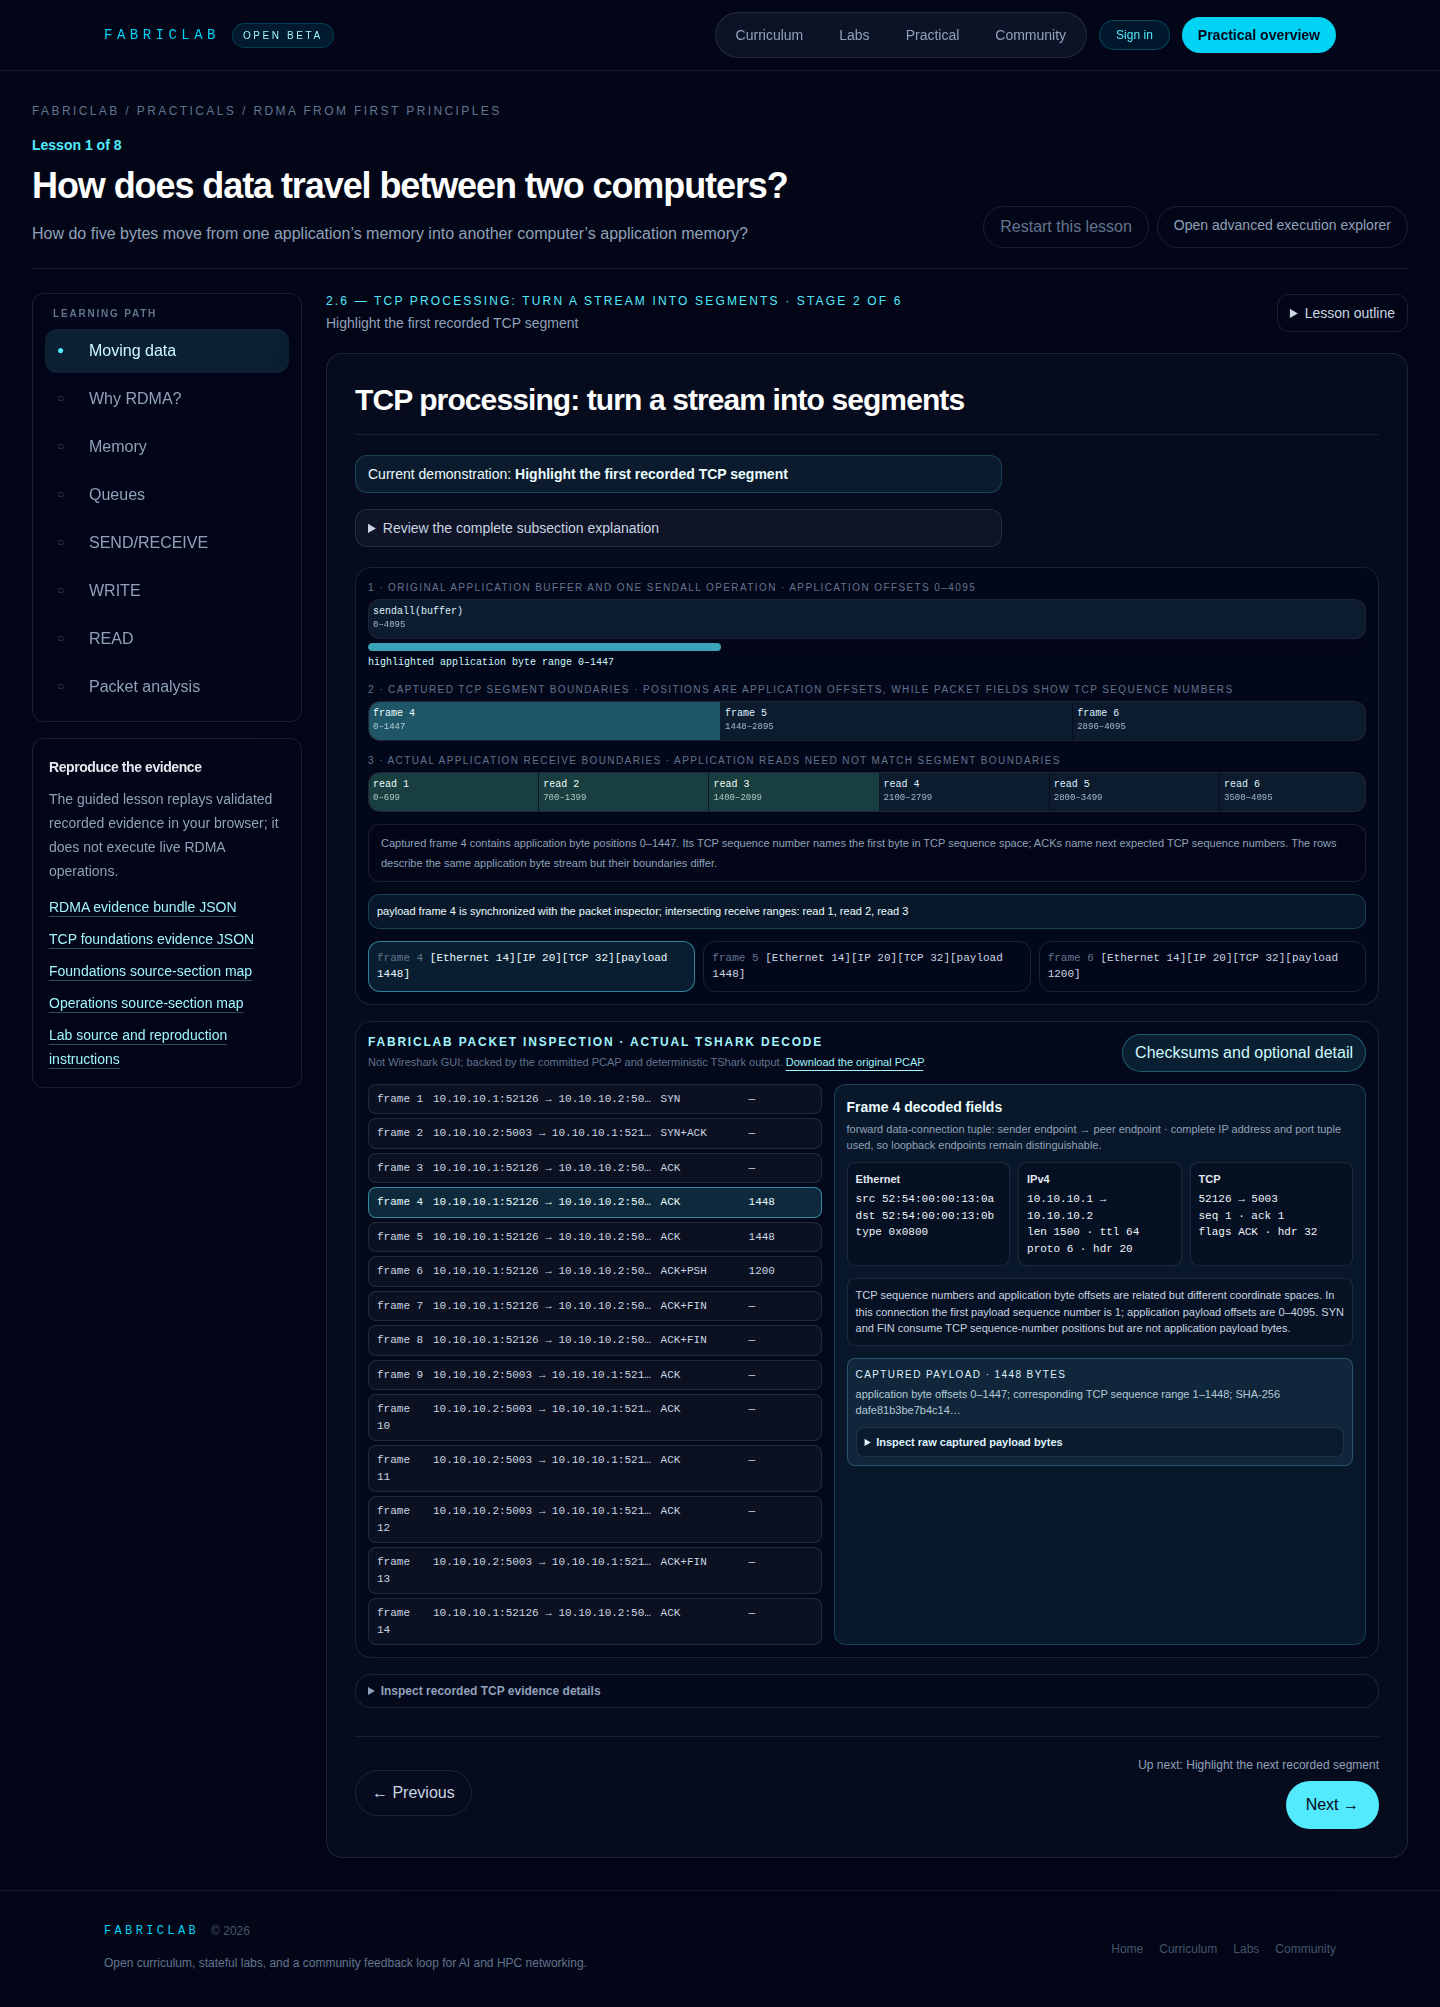 FABRICLAB OPEN BETA Curriculum Labs Practical Community Sign in Practical overview
FABRICLAB / PRACTICALS / RDMA FROM FIRST PRINCIPLES
Lesson 1 of 8
How does data travel between two computers?
How do five bytes move from one application’s memory into another computer’s application memory?
Restart this lesson Open advanced execution explorer
LEARNING PATH
Moving data
Why RDMA?
Memory
Queues
SEND/RECEIVE
WRITE
READ
Packet analysis
Reproduce the evidence
The guided lesson replays validated
recorded evidence in your browser; it
does not execute live RDMA
operations.
RDMA evidence bundle JSON
TCP foundations evidence JSON
Foundations source-section map
Operations source-section map
Lab source and reproduction
instructions
2.6 — TCP PROCESSING: TURN A STREAM INTO SEGMENTS · STAGE 2 OF 6
Highlight the first recorded TCP segment
▶ Lesson outline
TCP processing: turn a stream into segments
Current demonstration: Highlight the first recorded TCP segment
▶ Review the complete subsection explanation
1 · ORIGINAL APPLICATION BUFFER AND ONE SENDALL OPERATION · APPLICATION OFFSETS 0–4095
sendall(buffer)
0–4095
highlighted application byte range 0–1447
2 · CAPTURED TCP SEGMENT BOUNDARIES · POSITIONS ARE APPLICATION OFFSETS, WHILE PACKET FIELDS SHOW TCP SEQUENCE NUMBERS
frame 4 frame 5 frame 6
0–1447 1448–2895 2896–4095
3 · ACTUAL APPLICATION RECEIVE BOUNDARIES · APPLICATION READS NEED NOT MATCH SEGMENT BOUNDARIES
read 1 read 2 read 3 read 4 read 5 read 6
0–699 700–1399 1400–2099 2100–2799 2800–3499 3500–4095
Captured frame 4 contains application byte positions 0–1447. Its TCP sequence number names the first byte in TCP sequence space; ACKs name next expected TCP sequence numbers. The rows
describe the same application byte stream but their boundaries differ.
payload frame 4 is synchronized with the packet inspector; intersecting receive ranges: read 1, read 2, read 3
frame 4 [Ethernet 14][IP 20][TCP 32][payload
1448]
frame 5 [Ethernet 14][IP 20][TCP 32][payload
1448]
frame 6 [Ethernet 14][IP 20][TCP 32][payload
1200]
FABRICLAB PACKET INSPECTION · ACTUAL TSHARK DECODE
Not Wireshark GUI; backed by the committed PCAP and deterministic TShark output. Download the original PCAP.
Checksums and optional detail
frame 1 10.10.10.1:52126 → 10.10.10.2:50… SYN —
frame 2 10.10.10.2:5003 → 10.10.10.1:521… SYN+ACK —
frame 3 10.10.10.1:52126 → 10.10.10.2:50… ACK —
frame 4 10.10.10.1:52126 → 10.10.10.2:50… ACK 1448
frame 5 10.10.10.1:52126 → 10.10.10.2:50… ACK 1448
frame 6 10.10.10.1:52126 → 10.10.10.2:50… ACK+PSH 1200
frame 7 10.10.10.1:52126 → 10.10.10.2:50… ACK+FIN —
frame 8 10.10.10.1:52126 → 10.10.10.2:50… ACK+FIN —
frame 9 10.10.10.2:5003 → 10.10.10.1:521… ACK —
frame 10.10.10.2:5003 → 10.10.10.1:521… ACK —
10
frame 10.10.10.2:5003 → 10.10.10.1:521… ACK —
11
frame 10.10.10.2:5003 → 10.10.10.1:521… ACK —
12
frame 10.10.10.2:5003 → 10.10.10.1:521… ACK+FIN —
13
frame 10.10.10.1:52126 → 10.10.10.2:50… ACK —
14
Frame 4 decoded fields
forward data-connection tuple: sender endpoint → peer endpoint · complete IP address and port tuple
used, so loopback endpoints remain distinguishable.
Ethernet
src 52:54:00:00:13:0a
dst 52:54:00:00:13:0b
type 0x0800
IPv4
10.10.10.1 →
10.10.10.2
len 1500 · ttl 64
proto 6 · hdr 20
TCP
52126 → 5003
seq 1 · ack 1
flags ACK · hdr 32
TCP sequence numbers and application byte offsets are related but different coordinate spaces. In
this connection the first payload sequence number is 1; application payload offsets are 0–4095. SYN
and FIN consume TCP sequence-number positions but are not application payload bytes.
CAPTURED PAYLOAD · 1448 BYTES
application byte offsets 0–1447; corresponding TCP sequence range 1–1448; SHA-256
dafe81b3be7b4c14…
▶ Inspect raw captured payload bytes
▶ Inspect recorded TCP evidence details
Up next: Highlight the next recorded segment
← Previous Next →
FABRICLAB © 2026
Open curriculum, stateful labs, and a community feedback loop for AI and HPC networking.
Home Curriculum Labs Community